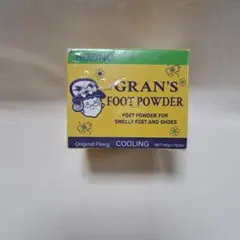 GRAN'S
FOOT POWDER
FOOT POWDER FOR
SMELLY FEET AND SHOES
Original Flavor COOLING